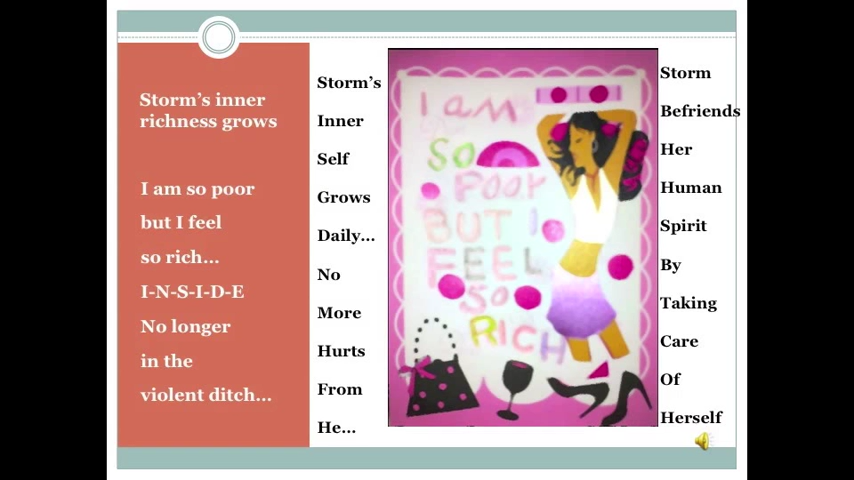 Storm's inner
richness grows
I am so poor
but I feel
so rich...
I-N-S-I-D-E
No longer
in the
violent ditch...
Storm's
Inner
Self
Grows
Daily...
No
More
Hurts
From
He...
I am
SO
POOR
BUT I
FEEL
SO
RICH
Storm
Befriends
Her
Human
Spirit
By
Taking
Care
Of
Herself